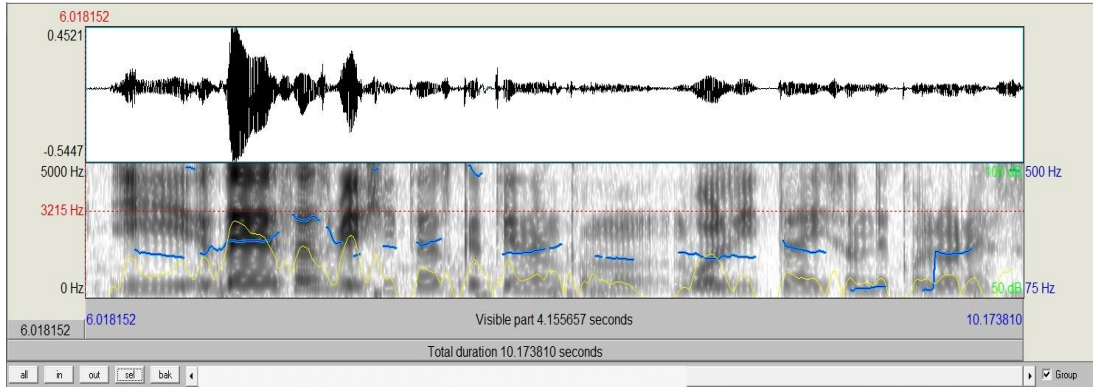 6.018152
0.4521
-0.5447
5000 Hz
100 dB 500 Hz
3215 Hz
0 Hz
50 dB 75 Hz
6.018152 6.018152 Visible part 4.155657 seconds 10.173810
Total duration 10.173810 seconds
all in out sel bak Group